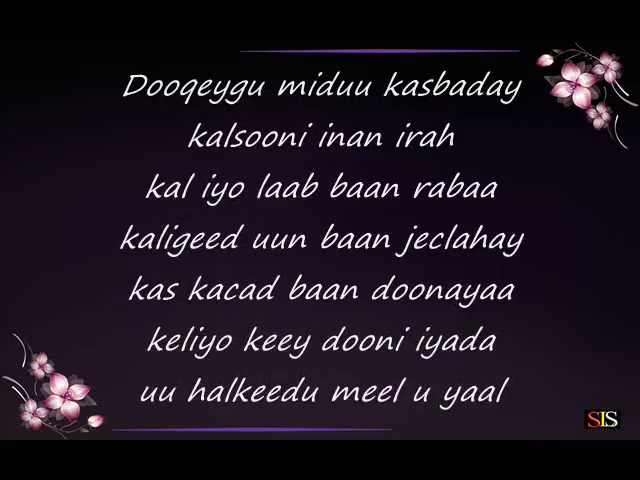 Dooqeygu miduu kasbaday
kalsooni inan irah
kal iyo laab baan rabaa
kaligeed uun baan jeclahay
kas kacad baan doonayaa
keliyo keey dooni iyada
uu halkeedu meel u yaal
SIS